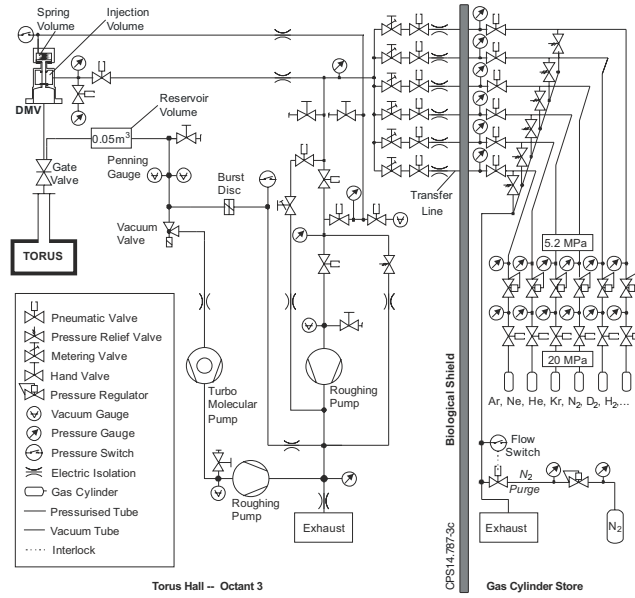 Spring
Volume
Injection
Volume
DMV
Reservoir
Volume
0.05m³
Penning
Gauge
Gate
Valve
Burst
Disc
Vacuum
Valve
TORUS
Transfer
Line
5.2 MPa
20 MPa
Ar, Ne, He, Kr, N₂, D₂, H₂,...
Pneumatic Valve
Pressure Relief Valve
Metering Valve
Hand Valve
Pressure Regulator
Vacuum Gauge
Pressure Gauge
Pressure Switch
Electric Isolation
Gas Cylinder
Pressurised Tube
Vacuum Tube
Interlock
Turbo
Molecular
Pump
Roughing
Pump
Roughing
Pump
Exhaust
Biological Shield
CPS14.787-3c
Flow
Switch
N₂
Purge
Exhaust
N₂
Torus Hall -- Octant 3
Gas Cylinder Store